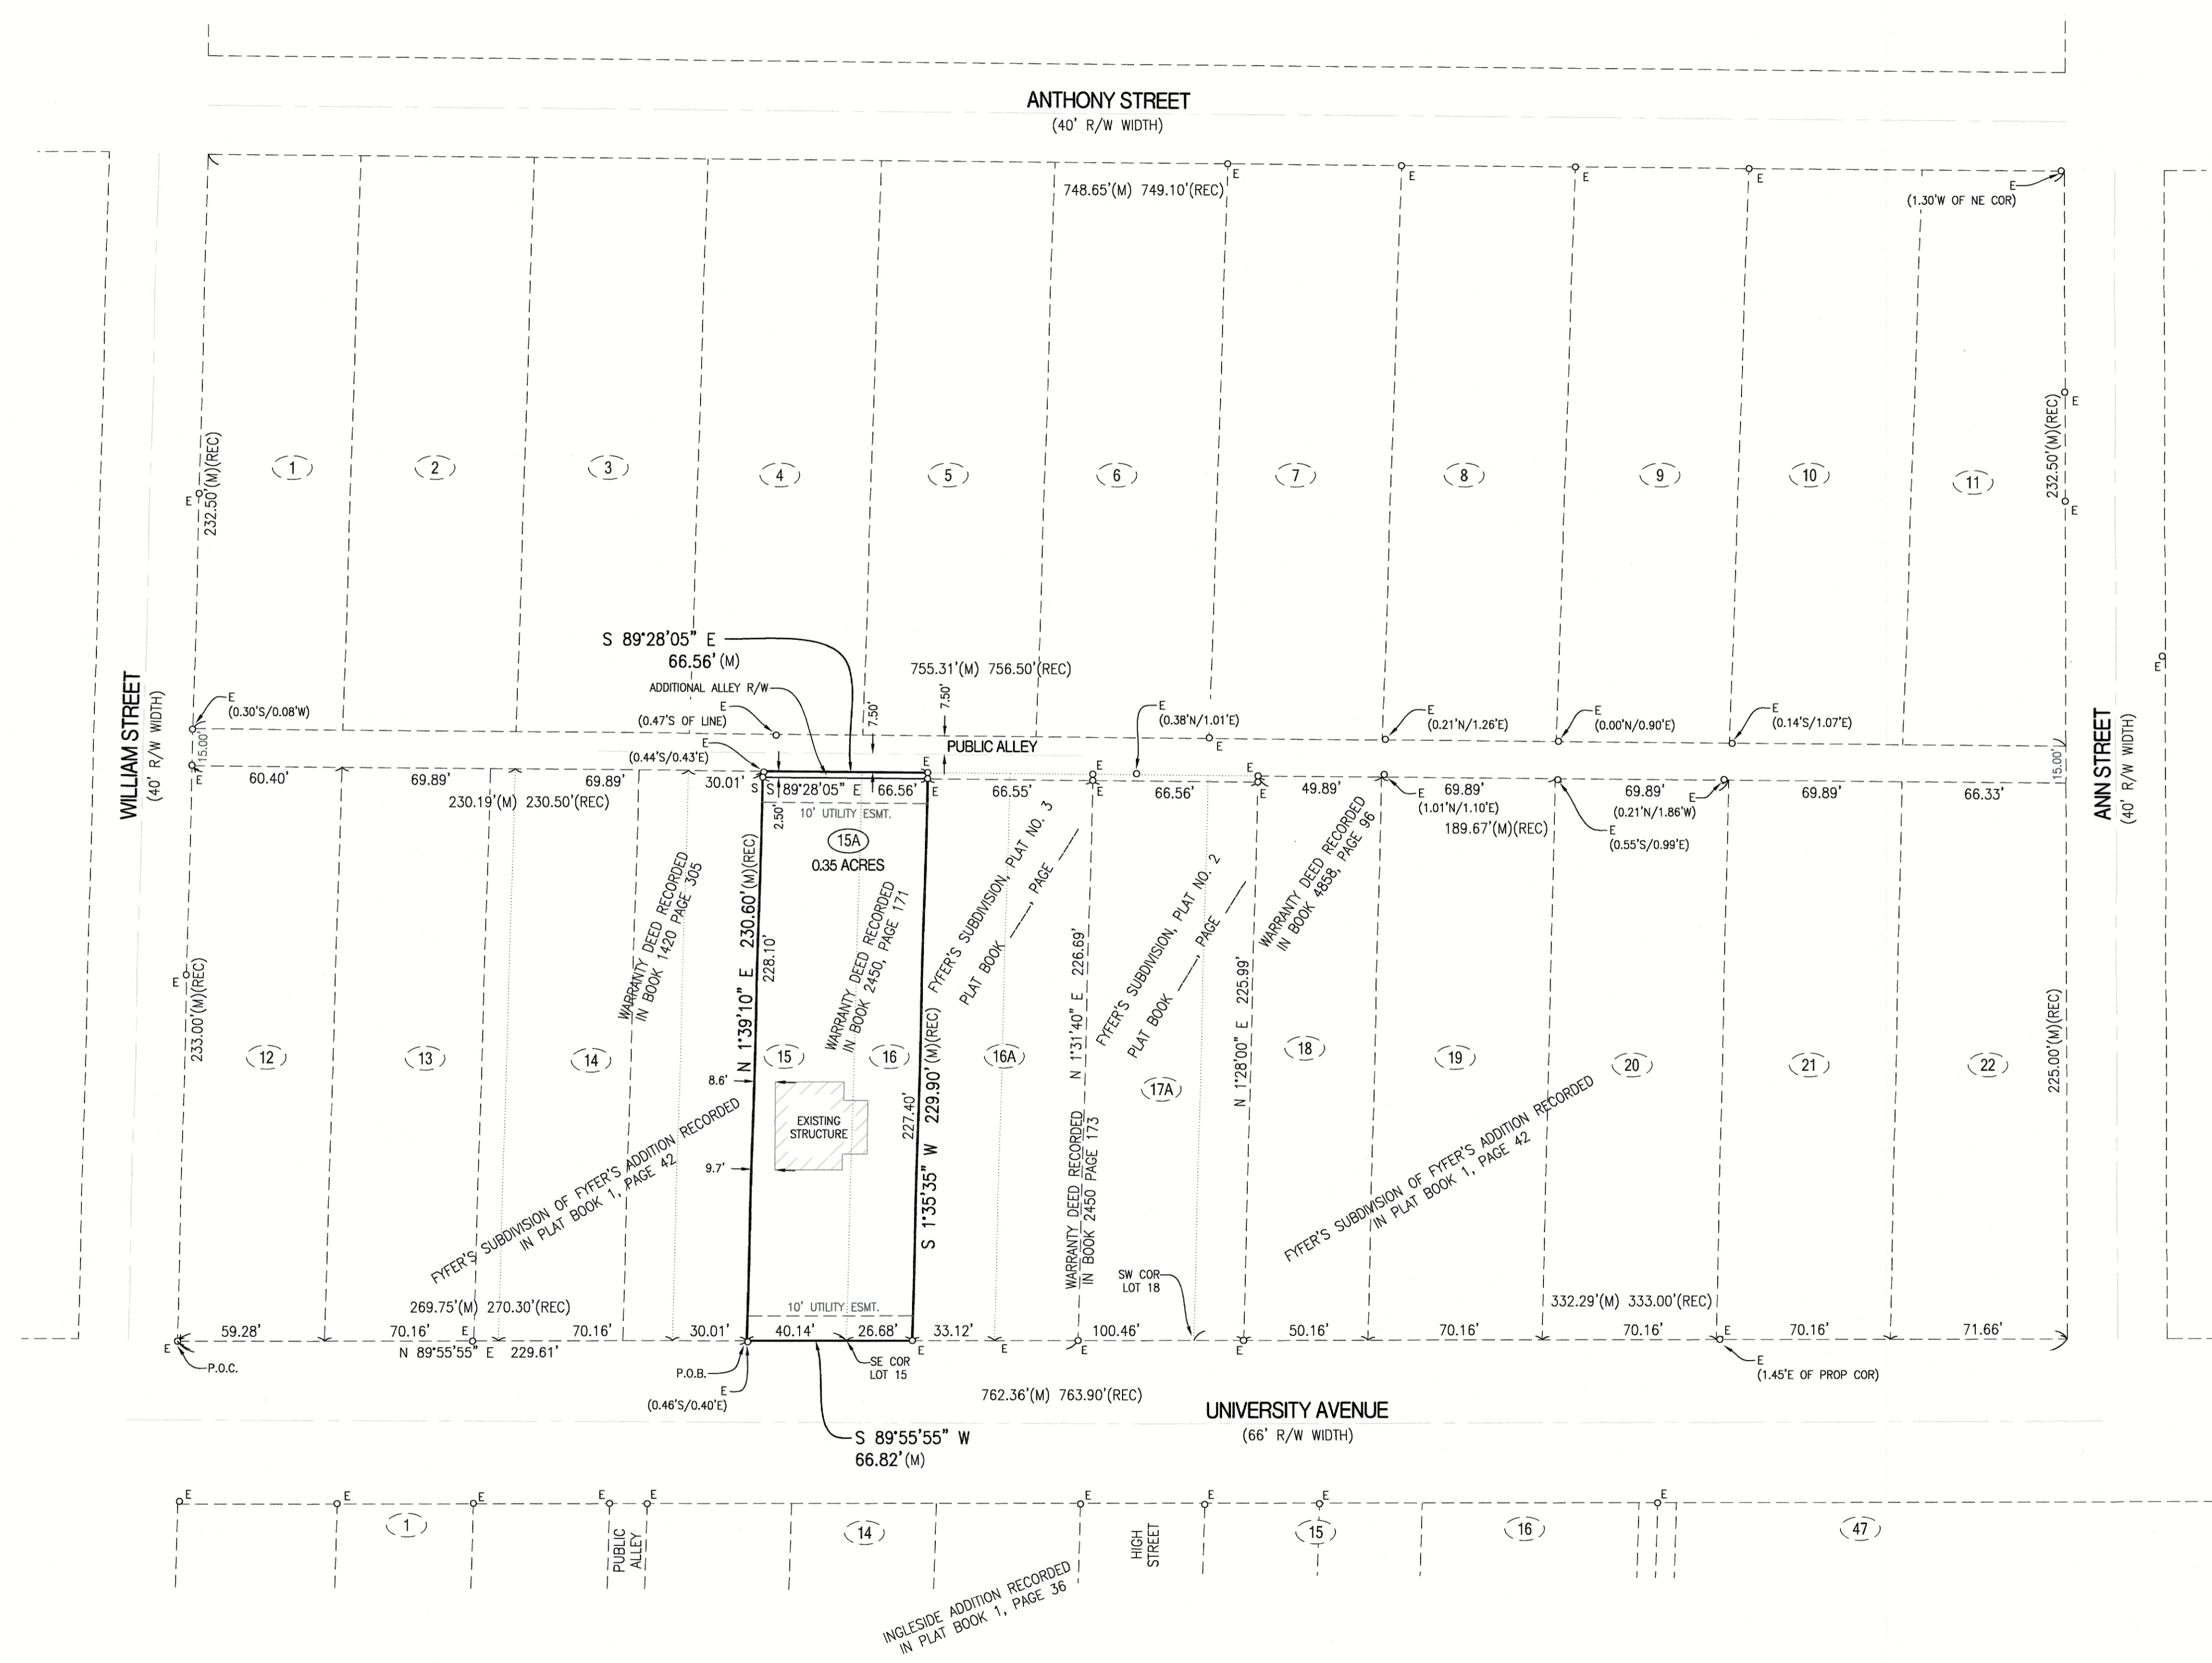 ANTHONY STREET
(40' R/W WIDTH)
748.65'(M) 749.10'(REC)
E
E
E
E
E
(1.30'W OF NE COR)
232.50'(M)(REC)
E
1
2
3
4
5
6
7
8
9
10
11
232.50'(M)(REC)
E
E
E
WILLIAM STREET
(40' R/W WIDTH)
ANN STREET
(40' R/W WIDTH)
S 89°28'05" E
66.56'(M)
ADDITIONAL ALLEY R/W
E
(0.47'S OF LINE)
E
(0.44'S/0.43'E)
E
(0.30'S/0.08'W)
15.00'
E
755.31'(M) 756.50'(REC)
7.50'
7.50'
PUBLIC ALLEY
E
(0.38'N/1.01'E)
E
E
(0.21'N/1.26'E)
E
(0.00'N/0.90'E)
E
(0.14'S/1.07'E)
15.00'
60.40'
69.89'
69.89'
30.01'
230.19'(M) 230.50'(REC)
S
S 89°28'05" E 66.56'
E
E
66.55'
E
E
66.56'
E
E
49.89'
69.89'
69.89'
69.89'
66.33'
E
(1.01'N/1.10'E)
189.67'(M)(REC)
E
(0.21'N/1.86'W)
E
(0.55'S/0.99'E)
2.50'
10' UTILITY ESMT.
15A
0.35 ACRES
WARRANTY DEED RECORDED
IN BOOK 1420 PAGE 305
N 1°39'10" E 230.60'(M)(REC)
228.10'
WARRANTY DEED RECORDED
IN BOOK 2450, PAGE 171
S 1°35'35" W 229.90'(M)(REC)
227.40'
FYFER'S SUBDIVISION, PLAT NO. 3
PLAT BOOK ____, PAGE ____
N 1°31'40" E 226.69'
FYFER'S SUBDIVISION, PLAT NO. 2
PLAT BOOK ____, PAGE ____
N 1°28'00" E 225.99'
WARRANTY DEED RECORDED
IN BOOK 4858, PAGE 96
E
233.00'(M)(REC)
225.00'(M)(REC)
12
13
14
15
16
16A
17A
18
19
20
21
22
8.6'
9.7'
EXISTING
STRUCTURE
FYFER'S SUBDIVISION OF FYFER'S ADDITION RECORDED
IN PLAT BOOK 1, PAGE 42
WARRANTY DEED RECORDED
IN BOOK 2450 PAGE 173
FYFER'S SUBDIVISION OF FYFER'S ADDITION RECORDED
IN PLAT BOOK 1, PAGE 42
SW COR
LOT 18
10' UTILITY ESMT.
269.75'(M) 270.30'(REC)
332.29'(M) 333.00'(REC)
59.28'
70.16'
E
70.16'
30.01'
40.14'
26.68'
33.12'
100.46'
50.16'
70.16'
70.16'
E
70.16'
71.66'
E
P.O.C.
N 89°55'55" E 229.61'
P.O.B.
E
(0.46'S/0.40'E)
SE COR
LOT 15
E
E
E
E
E
(1.45'E OF PROP COR)
762.36'(M) 763.90'(REC)
UNIVERSITY AVENUE
(66' R/W WIDTH)
S 89°55'55" W
66.82'(M)
E
E
E
E
E
E
E
E
E
1
PUBLIC
ALLEY
14
HIGH
STREET
15
16
47
INGLESIDE ADDITION RECORDED
IN PLAT BOOK 1, PAGE 36